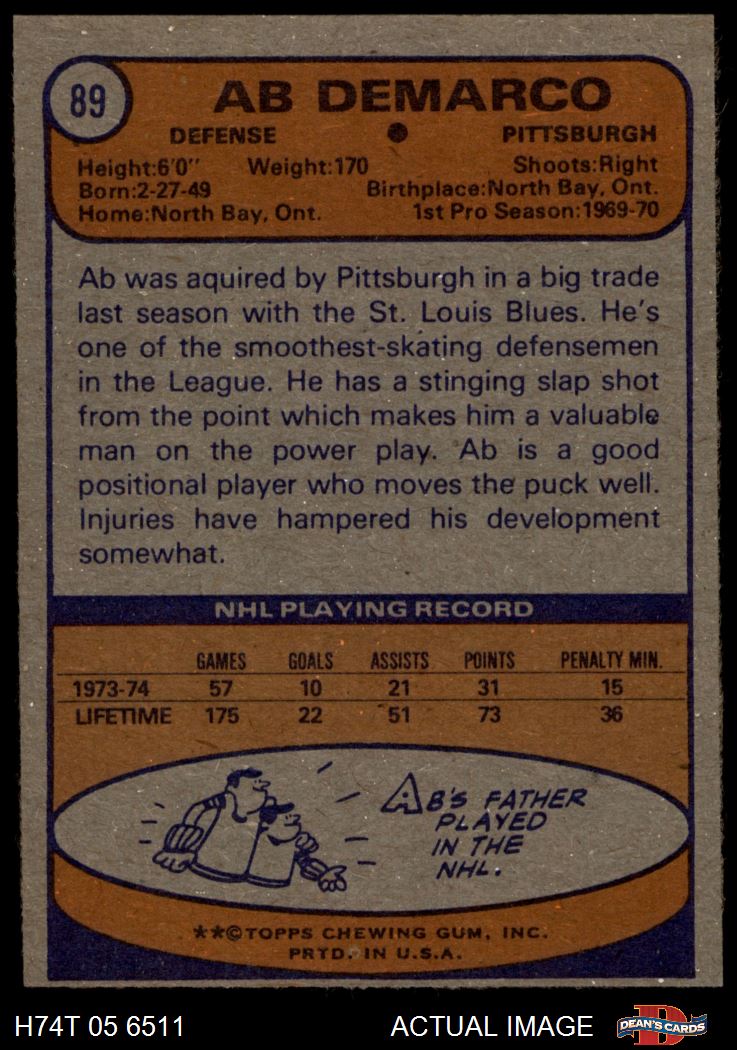 89
AB DEMARCO
DEFENSE ● PITTSBURGH
Height:6'0" Weight:170 Shoots:Right
Born:2-27-49 Birthplace:North Bay, Ont.
Home:North Bay, Ont. 1st Pro Season:1969-70
Ab was aquired by Pittsburgh in a big trade
last season with the St. Louis Blues. He's
one of the smoothest-skating defensemen
in the League. He has a stinging slap shot
from the point which makes him a valuable
man on the power play. Ab is a good
positional player who moves the puck well.
Injuries have hampered his development
somewhat.
NHL PLAYING RECORD
GAMES GOALS ASSISTS POINTS PENALTY MIN.
1973-74 57 10 21 31 15
LIFETIME 175 22 51 73 36
AB'S FATHER
PLAYED
IN THE
NHL.
**©TOPPS CHEWING GUM, INC.
PRTD. IN U.S.A.
H74T 05 6511 ACTUAL IMAGE D DEAN'S CARDS